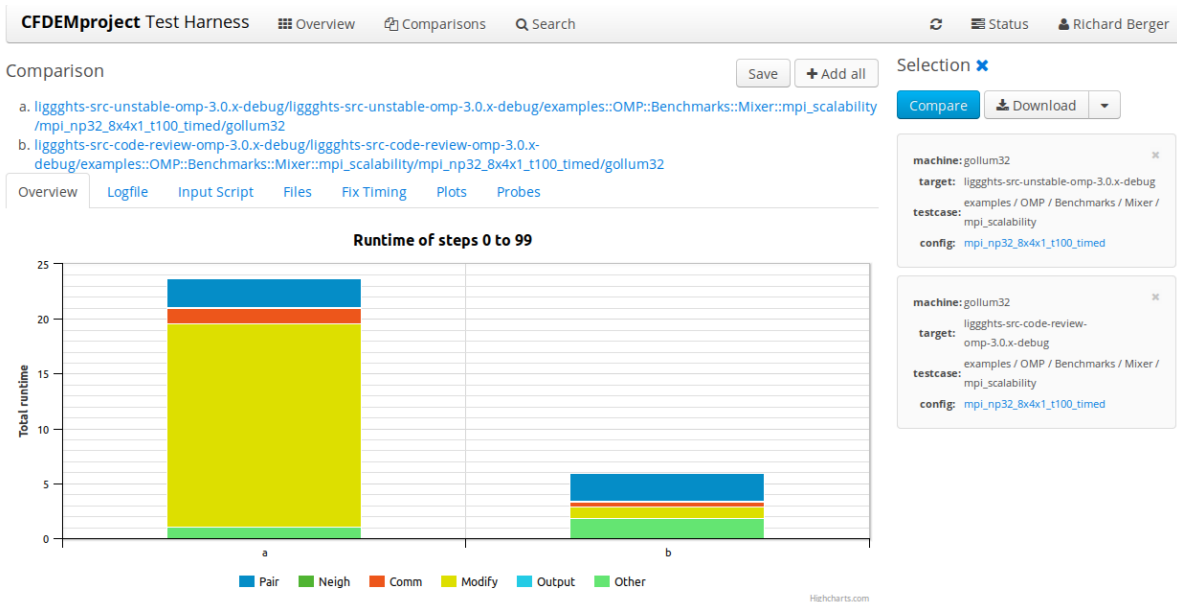 CFDEMproject Test Harness Overview Comparisons Search Status Richard Berger
Comparison
Save Add all
a. liggghts-src-unstable-omp-3.0.x-debug/liggghts-src-unstable-omp-3.0.x-debug/examples::OMP::Benchmarks::Mixer::mpi_scalability
/mpi_np32_8x4x1_t100_timed/gollum32
b. liggghts-src-code-review-omp-3.0.x-debug/liggghts-src-code-review-omp-3.0.x-
debug/examples::OMP::Benchmarks::Mixer::mpi_scalability/mpi_np32_8x4x1_t100_timed/gollum32
Overview Logfile Input Script Files Fix Timing Plots Probes
Runtime of steps 0 to 99
Total runtime
25
20
15
10
5
0
a b
Pair Neigh Comm Modify Output Other
Highcharts.com
Selection
Compare Download
machine: gollum32
target: liggghts-src-unstable-omp-3.0.x-debug
testcase: examples / OMP / Benchmarks / Mixer /
mpi_scalability
config: mpi_np32_8x4x1_t100_timed
machine: gollum32
target: liggghts-src-code-review-
omp-3.0.x-debug
testcase: examples / OMP / Benchmarks / Mixer /
mpi_scalability
config: mpi_np32_8x4x1_t100_timed